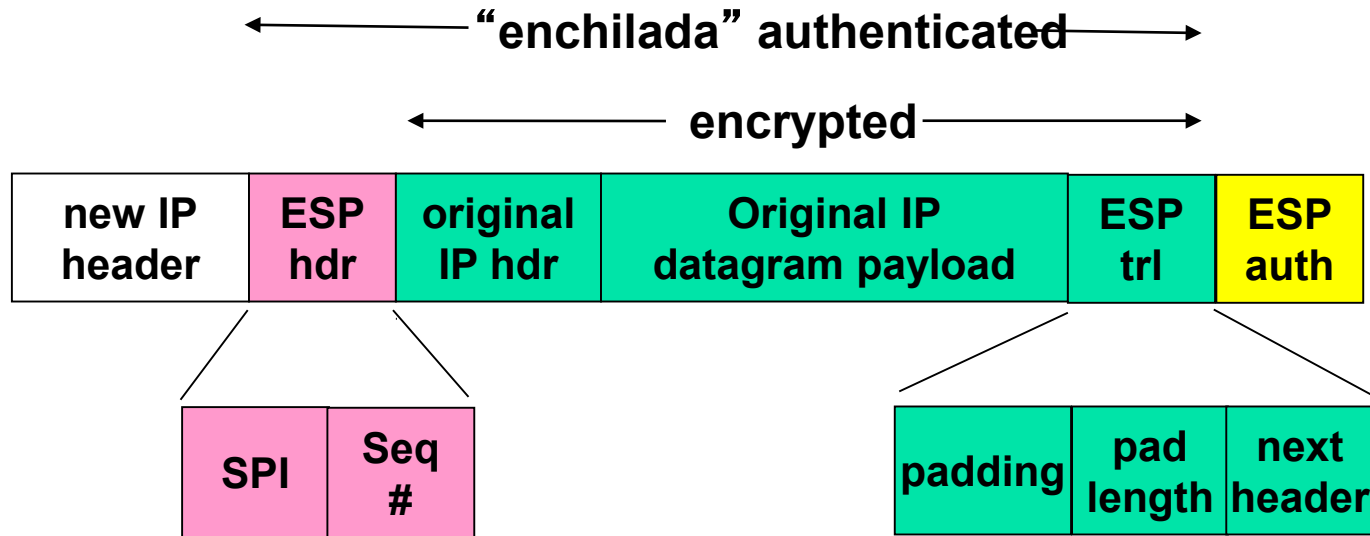 “enchilada” authenticated
encrypted
new IP
header
ESP
hdr
original
IP hdr
Original IP
datagram payload
ESP
trl
ESP
auth
SPI
Seq
#
padding
pad
length
next
header